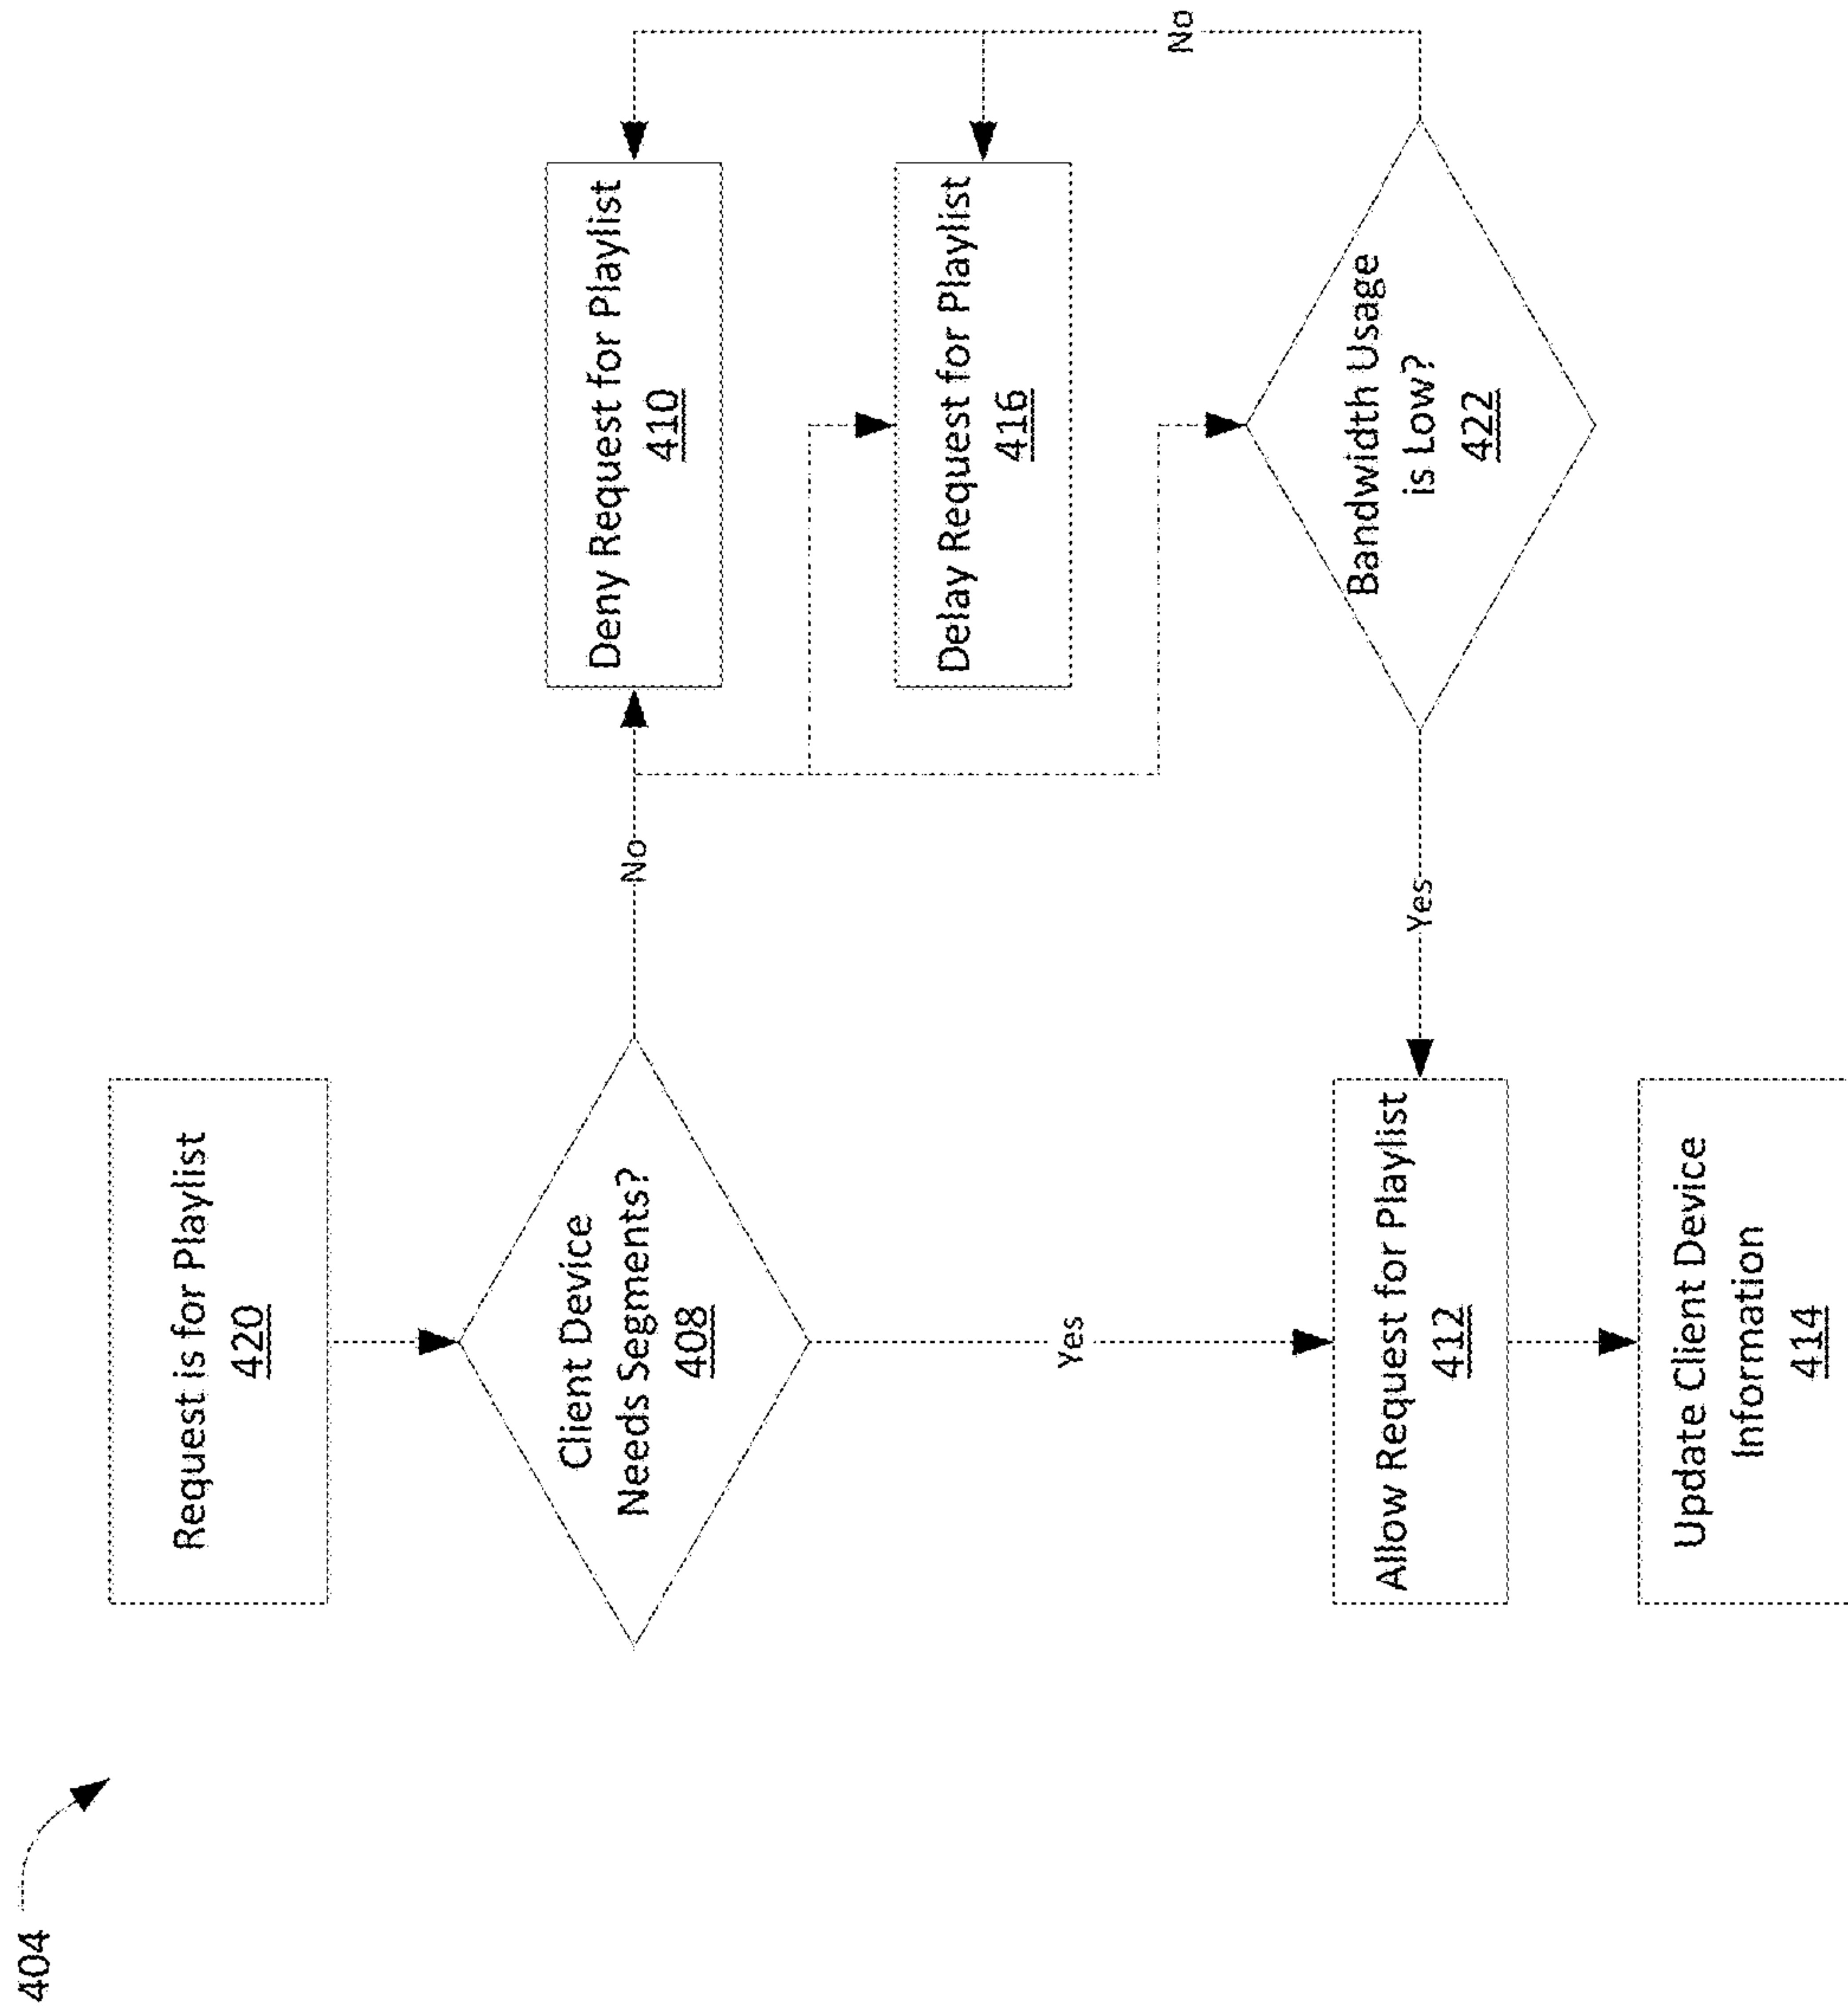 404
Request is for Playlist
420
Client Device
Needs Segments?
408
No
Deny Request for Playlist
410
Delay Request for Playlist
416
Bandwidth Usage
is Low?
422
No
Yes
Yes
Allow Request for Playlist
412
Update Client Device
Information
414